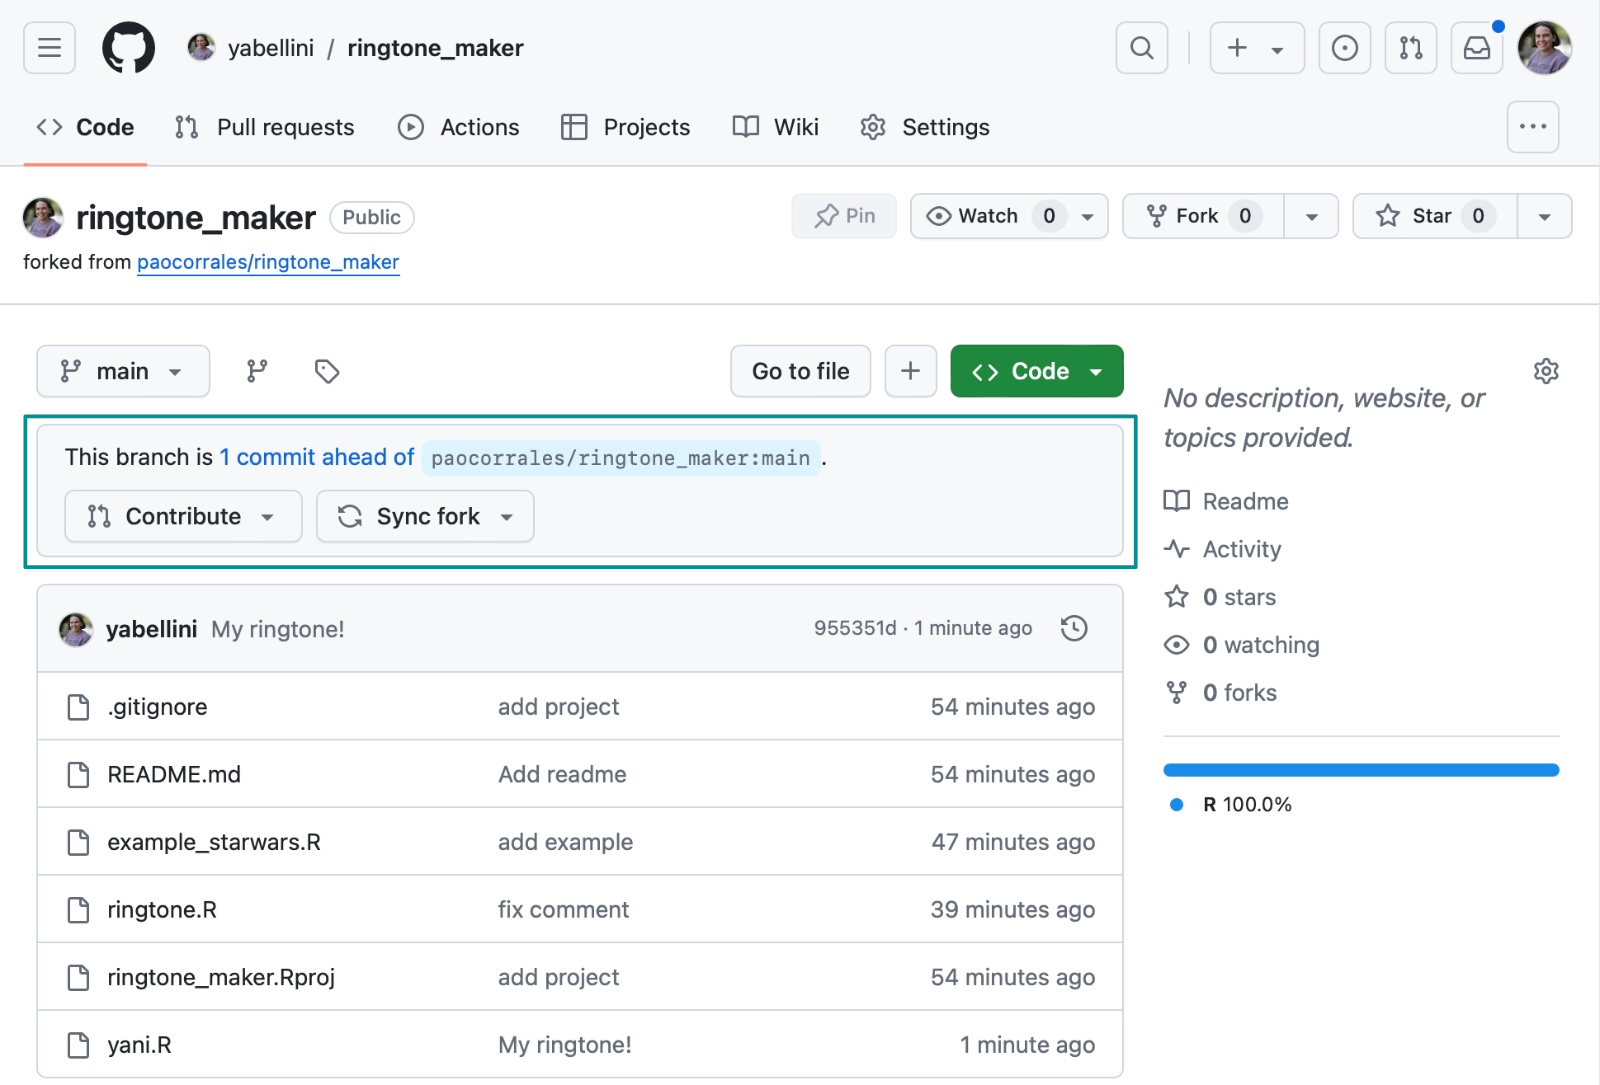 yabellini / ringtone_maker
Code Pull requests Actions Projects Wiki Settings
ringtone_maker Public
Pin Watch 0 Fork 0 Star 0
forked from paocorrales/ringtone_maker
main Go to file Code
No description, website, or
topics provided.
This branch is 1 commit ahead of paocorrales/ringtone_maker:main .
Contribute Sync fork
Readme
Activity
0 stars
0 watching
0 forks
R 100.0%
yabellini My ringtone! 955351d · 1 minute ago
.gitignore add project 54 minutes ago
README.md Add readme 54 minutes ago
example_starwars.R add example 47 minutes ago
ringtone.R fix comment 39 minutes ago
ringtone_maker.Rproj add project 54 minutes ago
yani.R My ringtone! 1 minute ago